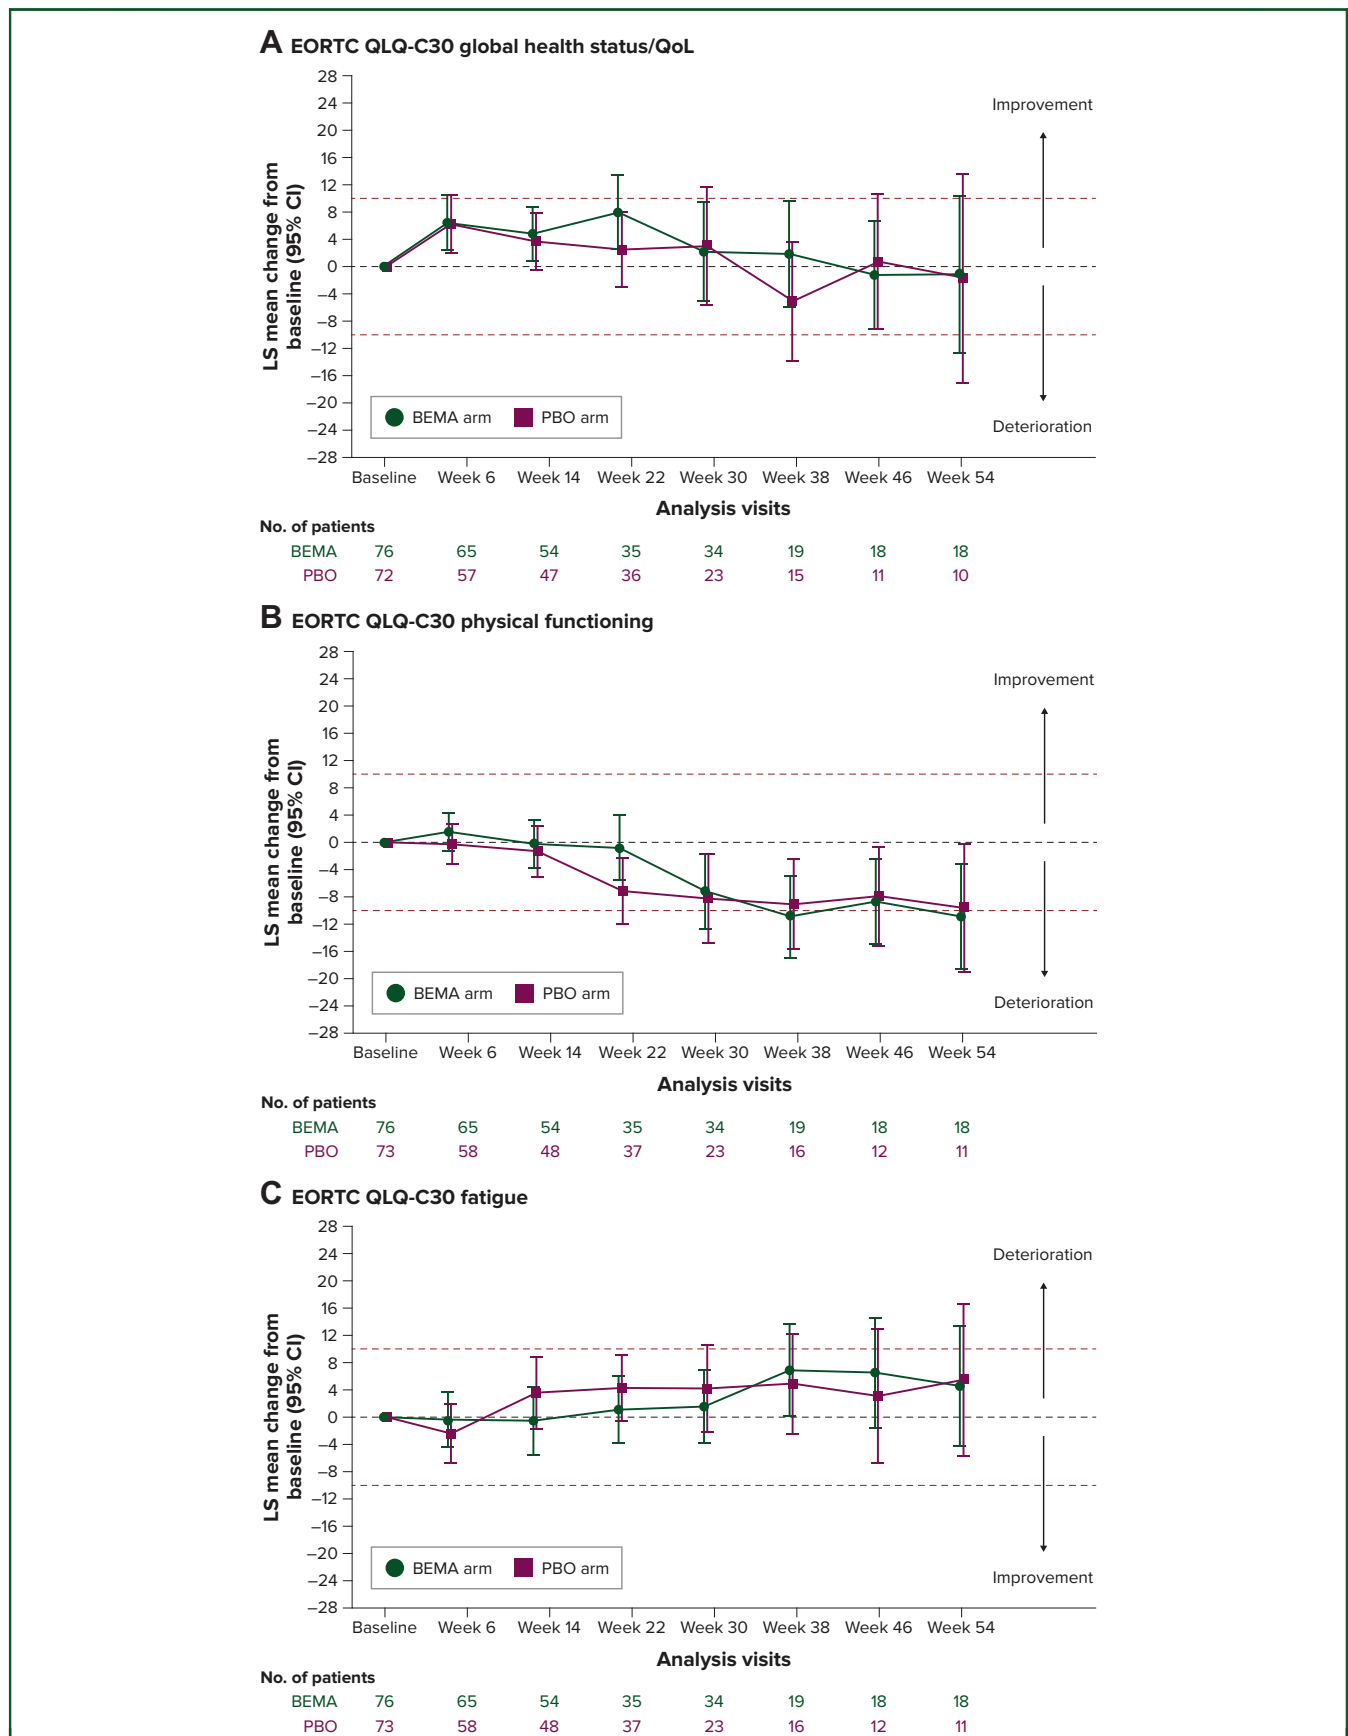 A EORTC QLQ-C30 global health status/QoL
LS mean change from
baseline (95% CI)
28
24
20
16
12
8
4
0
–4
–8
–12
–16
–20
–24
–28
Improvement
Deterioration
BEMA arm PBO arm
Baseline Week 6 Week 14 Week 22 Week 30 Week 38 Week 46 Week 54
Analysis visits
No. of patients
BEMA 76 65 54 35 34 19 18 18
PBO 72 57 47 36 23 15 11 10
B EORTC QLQ-C30 physical functioning
LS mean change from
baseline (95% CI)
28
24
20
16
12
8
4
0
–4
–8
–12
–16
–20
–24
–28
Improvement
Deterioration
BEMA arm PBO arm
Baseline Week 6 Week 14 Week 22 Week 30 Week 38 Week 46 Week 54
Analysis visits
No. of patients
BEMA 76 65 54 35 34 19 18 18
PBO 73 58 48 37 23 16 12 11
C EORTC QLQ-C30 fatigue
LS mean change from
baseline (95% CI)
28
24
20
16
12
8
4
0
–4
–8
–12
–16
–20
–24
–28
Deterioration
Improvement
BEMA arm PBO arm
Baseline Week 6 Week 14 Week 22 Week 30 Week 38 Week 46 Week 54
Analysis visits
No. of patients
BEMA 76 65 54 35 34 19 18 18
PBO 73 58 48 37 23 16 12 11